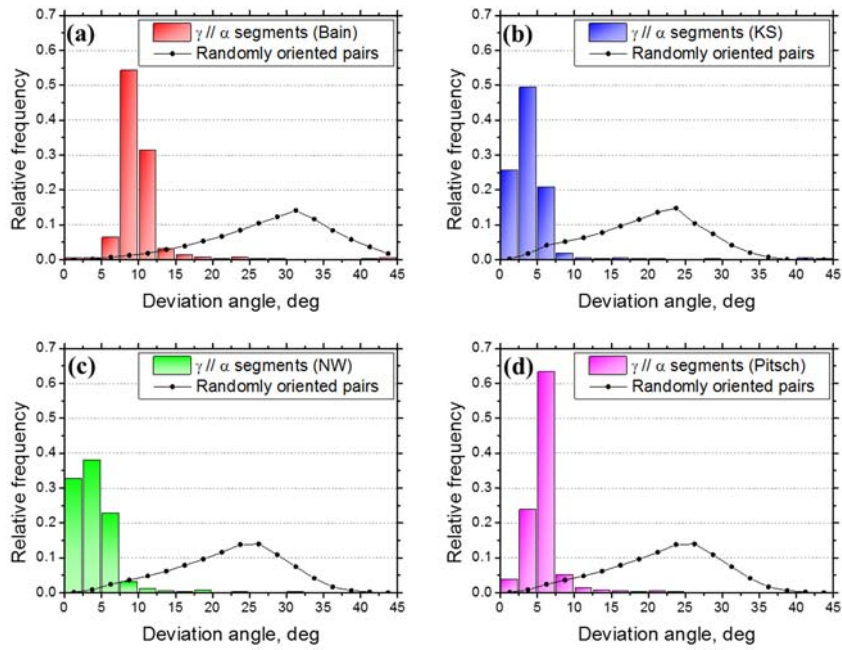 (a)
γ // α segments (Bain)
Randomly oriented pairs
0.7
0.6
0.5
0.4
0.3
0.2
0.1
0.0
Relative frequency
0 5 10 15 20 25 30 35 40 45
Deviation angle, deg
(b)
γ // α segments (KS)
Randomly oriented pairs
0.7
0.6
0.5
0.4
0.3
0.2
0.1
0.0
Relative frequency
0 5 10 15 20 25 30 35 40 45
Deviation angle, deg
(c)
γ // α segments (NW)
Randomly oriented pairs
0.7
0.6
0.5
0.4
0.3
0.2
0.1
0.0
Relative frequency
0 5 10 15 20 25 30 35 40 45
Deviation angle, deg
(d)
γ // α segments (Pitsch)
Randomly oriented pairs
0.7
0.6
0.5
0.4
0.3
0.2
0.1
0.0
Relative frequency
0 5 10 15 20 25 30 35 40 45
Deviation angle, deg